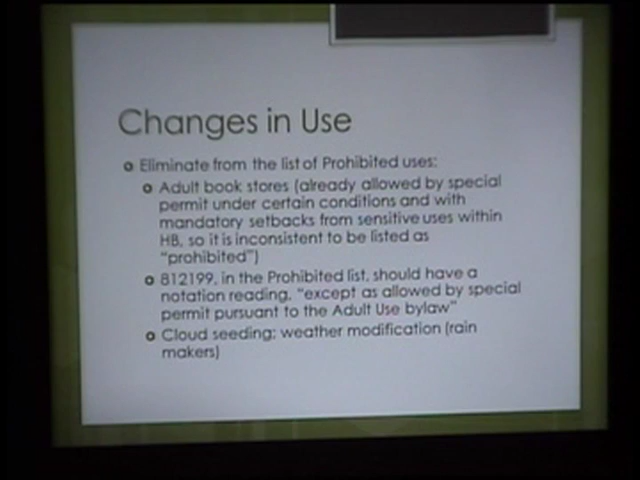 Changes in Use
Eliminate from the list of Prohibited uses:
Adult book stores (already allowed by special
permit under certain conditions and with
mandatory setbacks from sensitive uses within
HB, so it is inconsistent to be listed as
"prohibited")
812199, in the Prohibited list, should have a
notation reading, "except as allowed by special
permit pursuant to the Adult Use bylaw"
Cloud seeding; weather modification (rain
makers)